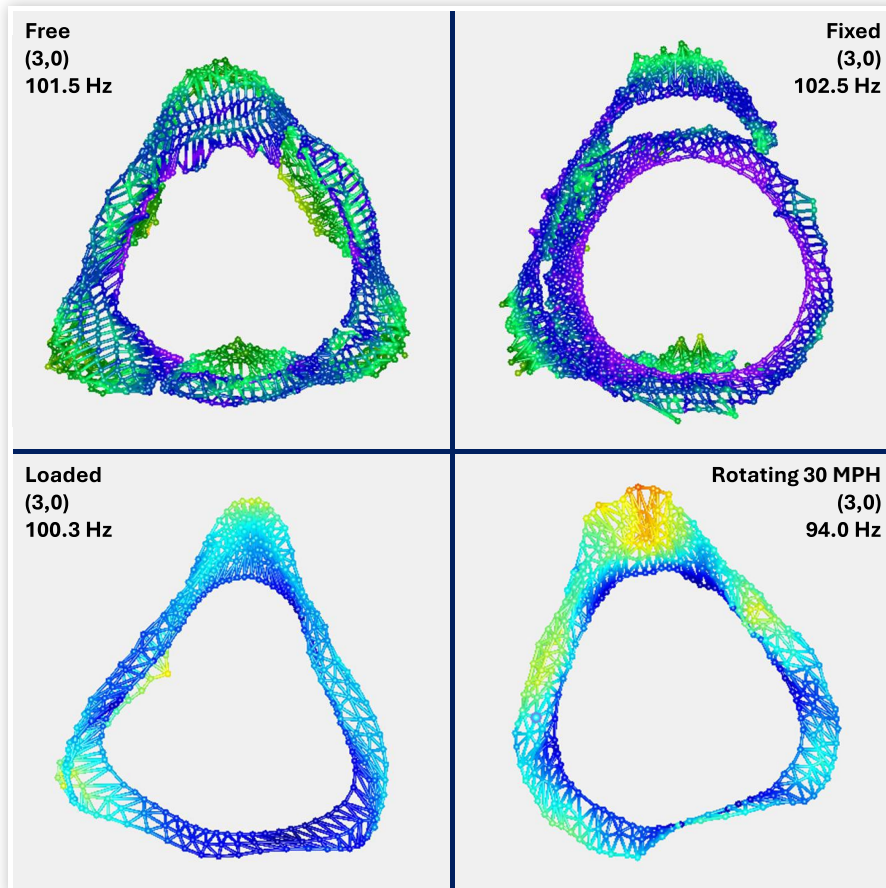 Free
(3,0)
101.5 Hz
Fixed
(3,0)
102.5 Hz
Loaded
(3,0)
100.3 Hz
Rotating 30 MPH
(3,0)
94.0 Hz